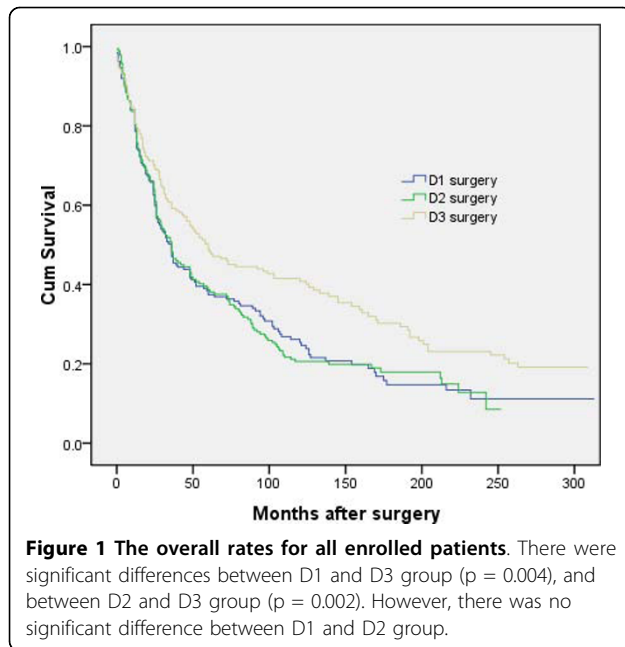 1.0
0.8
0.6
0.4
0.2
0.0
Cum Survival
D1 surgery
D2 surgery
D3 surgery
0 50 100 150 200 250 300
Months after surgery
Figure 1 The overall rates for all enrolled patients. There were
significant differences between D1 and D3 group (p = 0.004), and
between D2 and D3 group (p = 0.002). However, there was no
significant difference between D1 and D2 group.